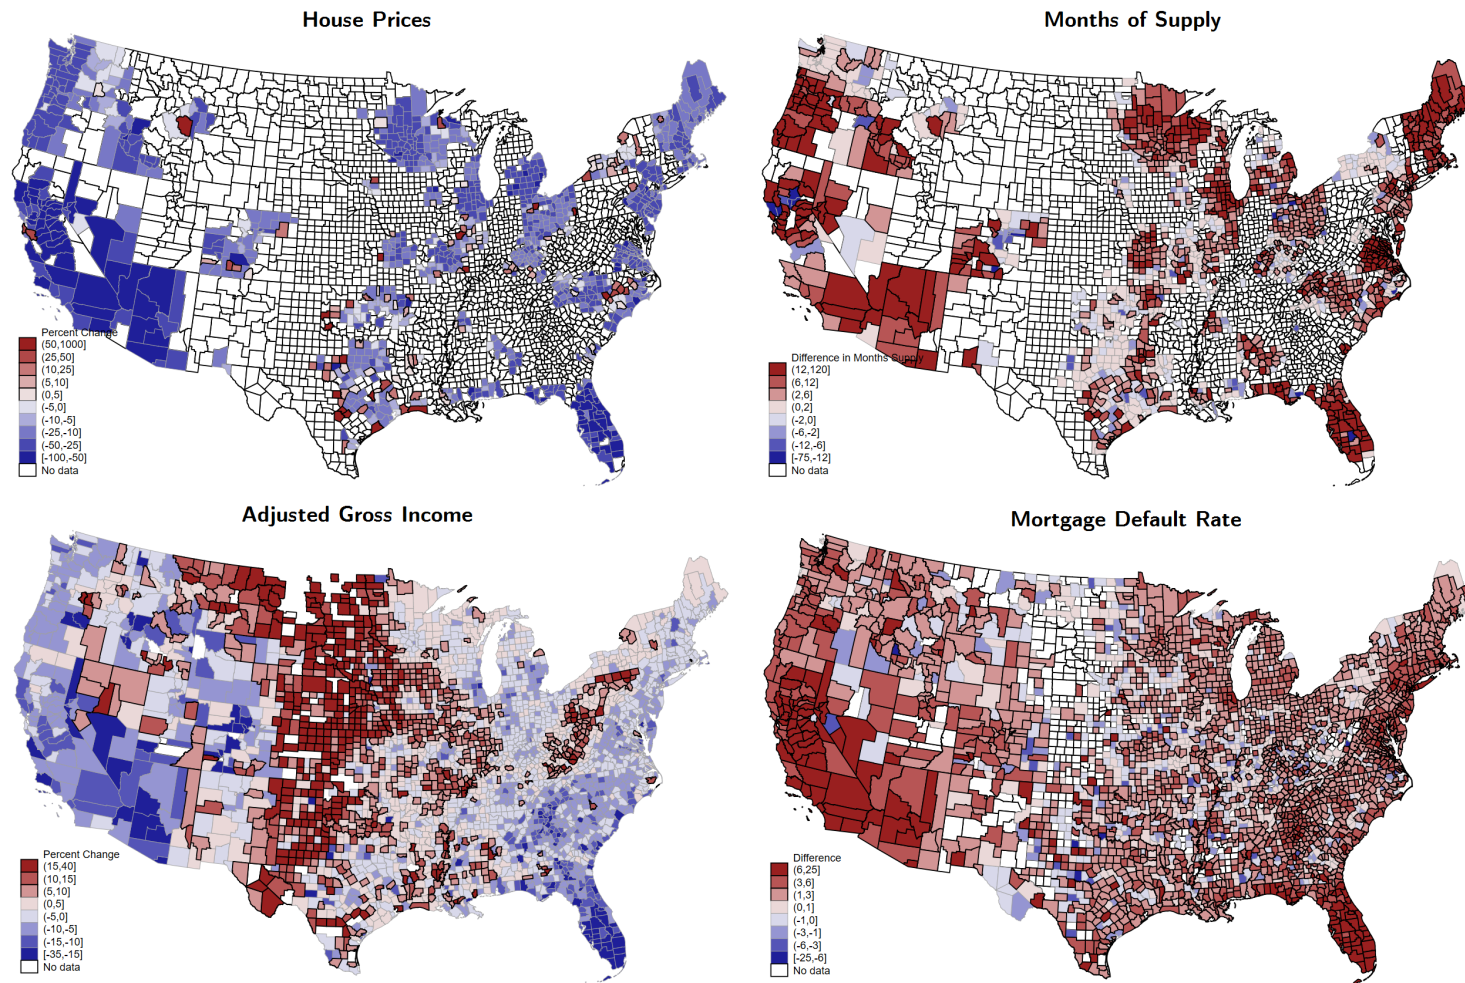 House Prices
Months of Supply
Percent Change
(50,1000]
(25,50]
(10,25]
(5,10]
(0,5]
(-5,0]
(-10,-5]
(-25,-10]
(-50,-25]
[-100,-50]
No data
Difference in Months Supply
(12,120]
(6,12]
(2,6]
(0,2]
(-2,0]
(-6,-2]
(-12,-6]
[-75,-12]
No data
Adjusted Gross Income
Mortgage Default Rate
Percent Change
(15,40]
(10,15]
(5,10]
(0,5]
(-5,0]
(-10,-5]
(-15,-10]
[-35,-15]
No data
Difference
(6,25]
(3,6]
(1,3]
(0,1]
(-1,0]
(-3,-1]
(-6,-3]
[-25,-6]
No data